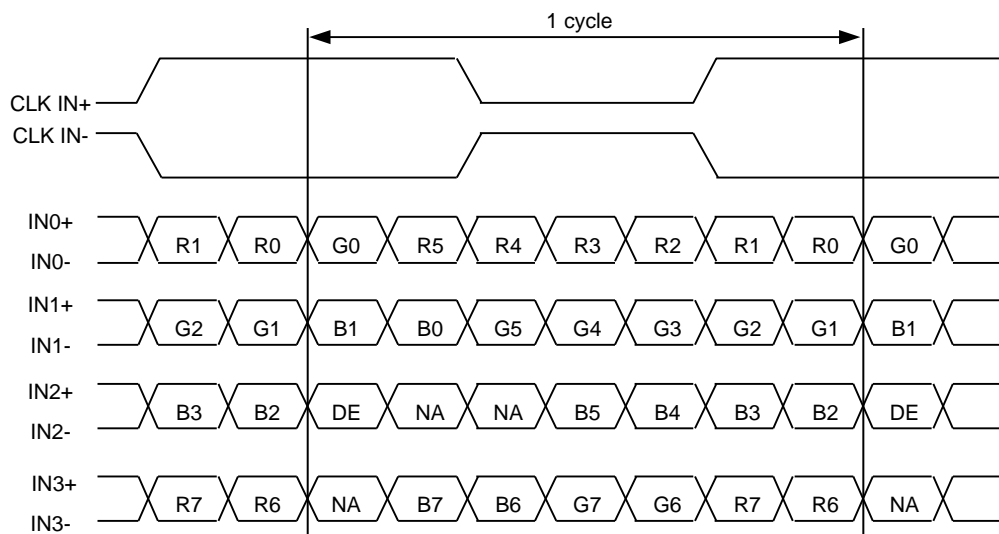 1 cycle
CLK IN+
CLK IN-
IN0+
R1 R0 G0 R5 R4 R3 R2 R1 R0 G0
IN0-
IN1+
G2 G1 B1 B0 G5 G4 G3 G2 G1 B1
IN1-
IN2+
B3 B2 DE NA NA B5 B4 B3 B2 DE
IN2-
IN3+
R7 R6 NA B7 B6 G7 G6 R7 R6 NA
IN3-